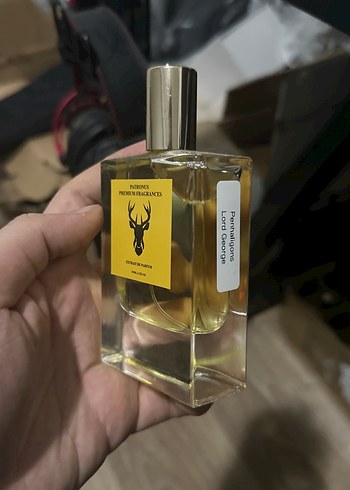 PATRONUS
PREMIUM FRAGRANCES
EXTRAIT DE PARFUM
Penhaligons
Lord George